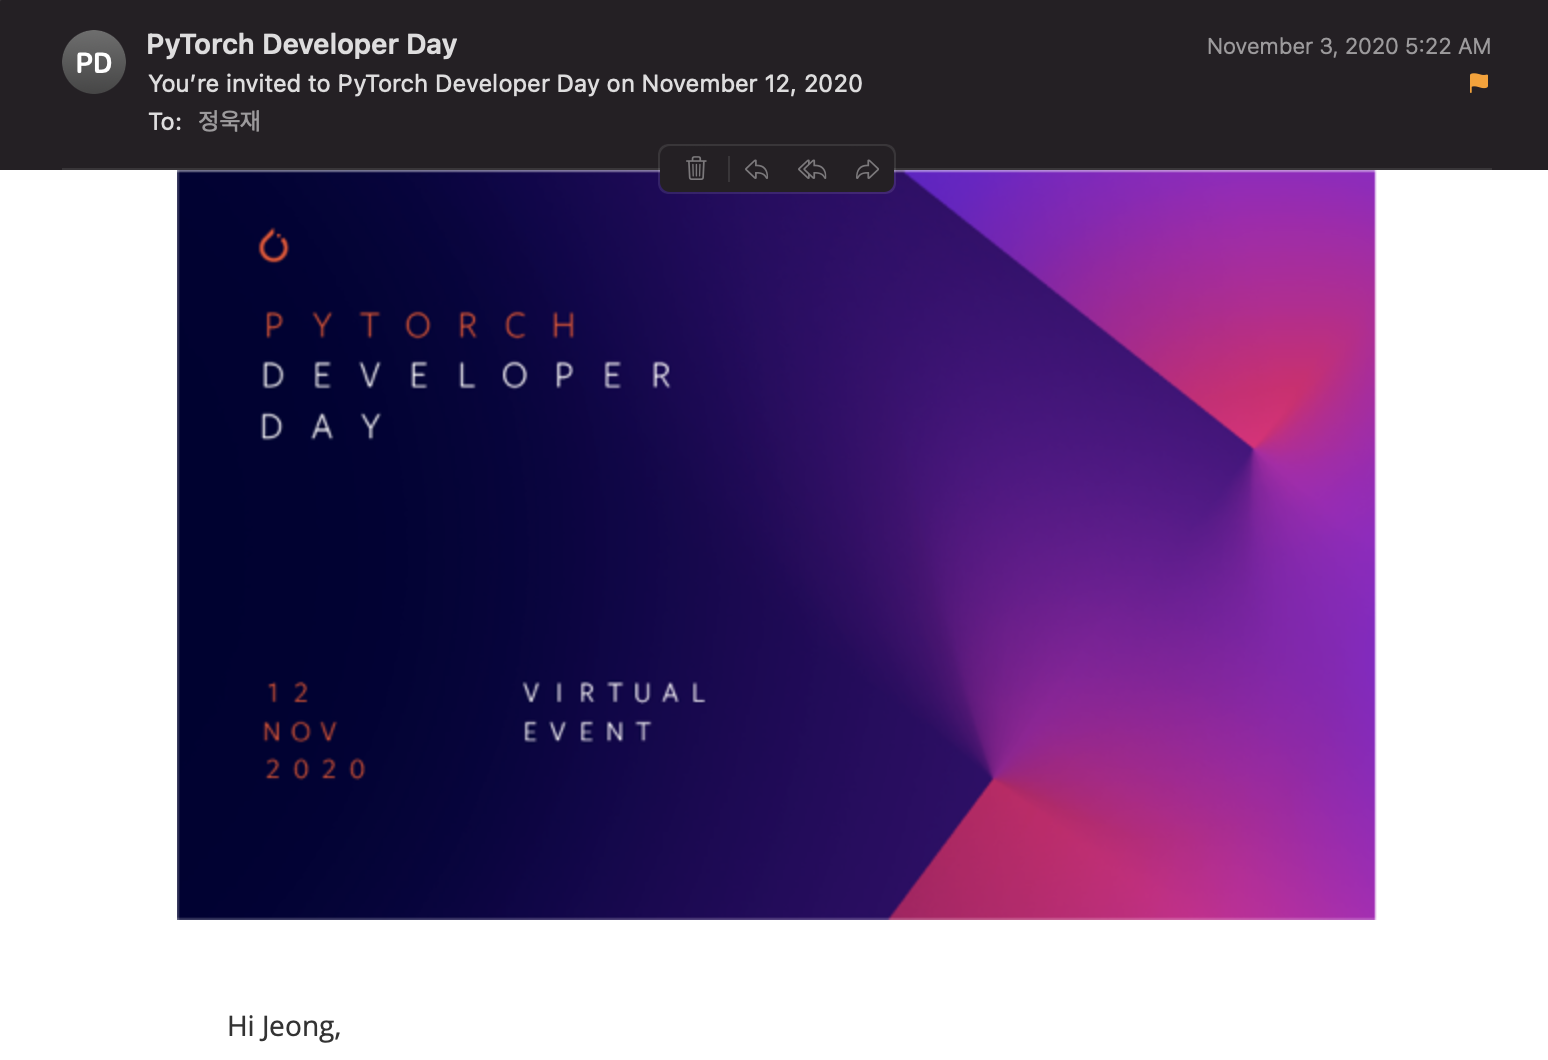 PD
PyTorch Developer Day
November 3, 2020 5:22 AM
You’re invited to PyTorch Developer Day on November 12, 2020
To: 정욱재
PYTORCH
DEVELOPER
DAY
12
NOV
2020
VIRTUAL
EVENT
Hi Jeong,